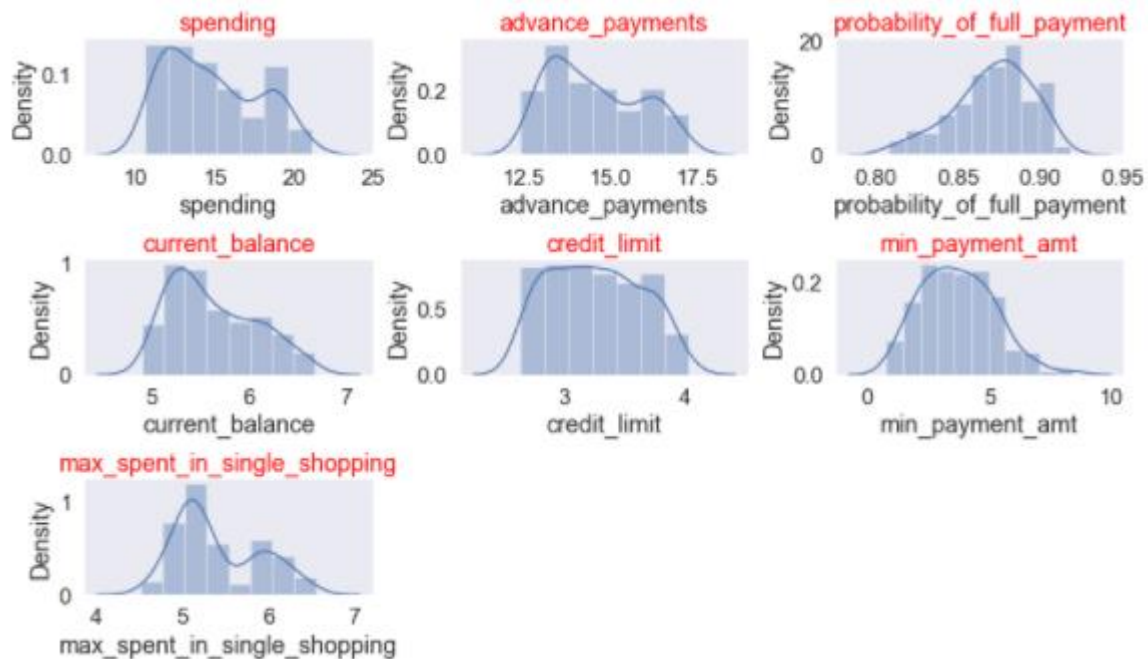 spending
advance_payments
probability_of_full_payment
Density
0.1
0.0
10
15
20
25
spending
Density
0.2
0.0
12.5
15.0
17.5
advance_payments
Density
20
0
0.80
0.85
0.90
0.95
probability_of_full_payment
current_balance
credit_limit
min_payment_amt
Density
1
0
5
6
7
current_balance
Density
0.5
0.0
3
4
credit_limit
Density
0.2
0.0
0
5
10
min_payment_amt
max_spent_in_single_shopping
Density
1
0
4
5
6
7
max_spent_in_single_shopping